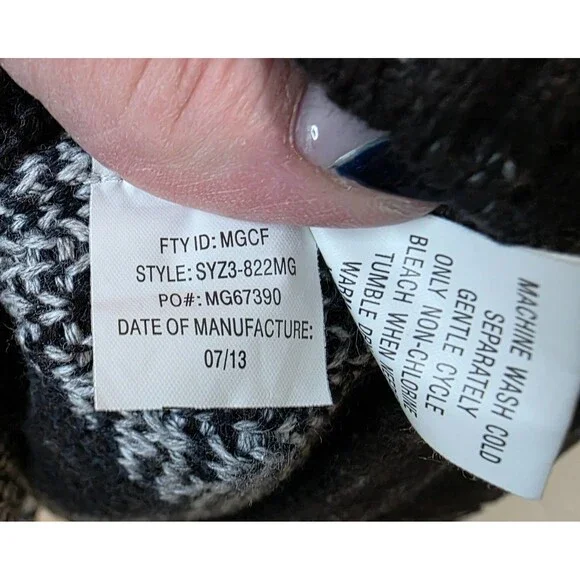 FTY ID: MGCF
STYLE: SYZ3-822MG
PO#: MG67390
DATE OF MANUFACTURE:
07/13
MACHINE WASH COLD
SEPARATELY
GENTLE CYCLE
ONLY NON-CHLORINE
BLEACH WHEN
TUMBLE